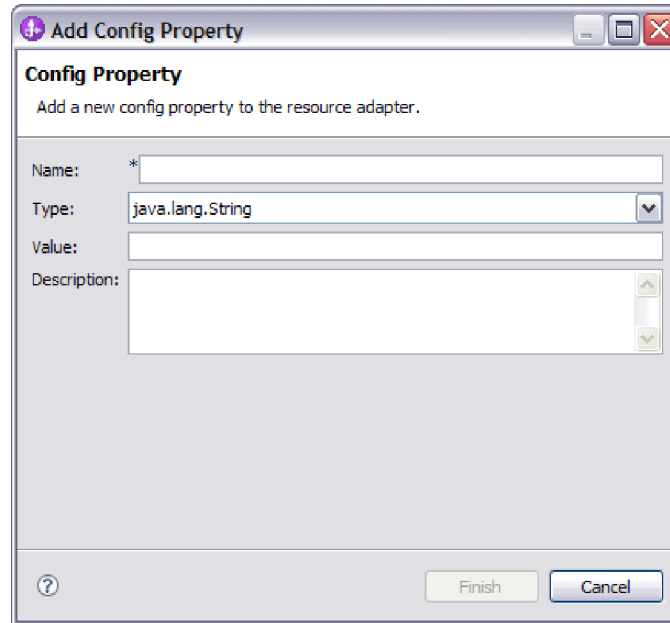 Add Config Property
Config Property
Add a new config property to the resource adapter.
Name: *
Type: java.lang.String
Value:
Description:
? Finish Cancel